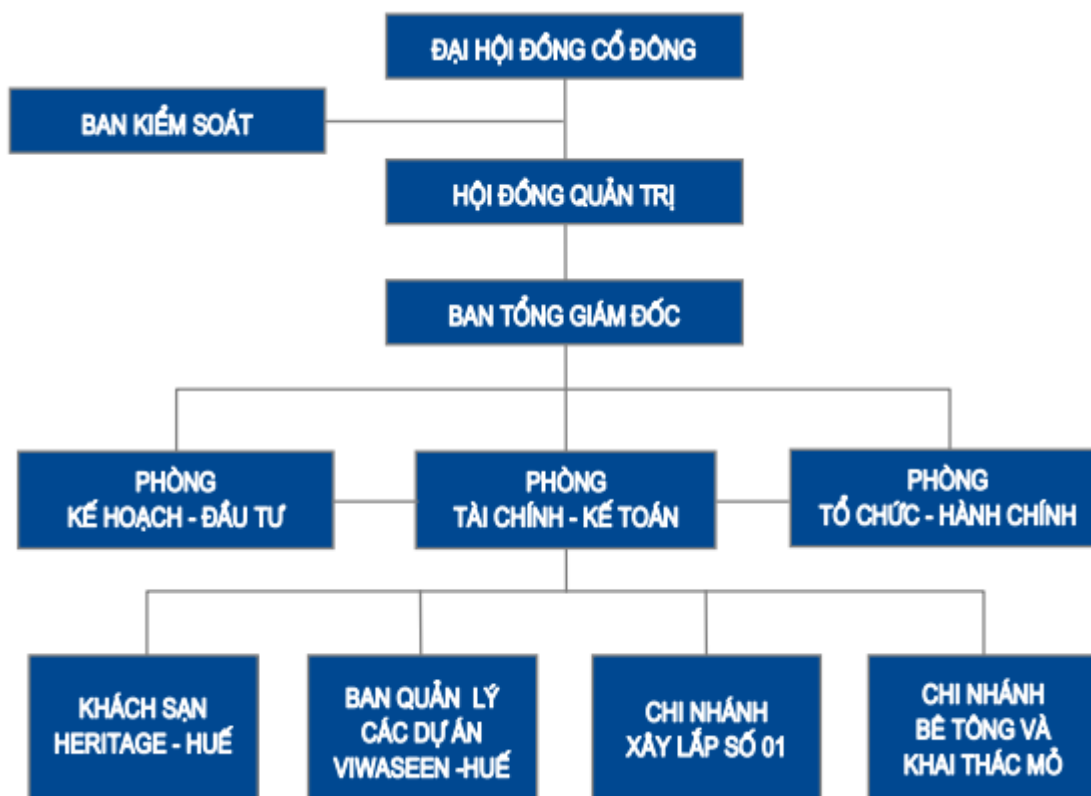 ĐẠI HỘI ĐỒNG CỔ ĐÔNG
BAN KIỂM SOÁT
HỘI ĐỒNG QUẢN TRỊ
BAN TỔNG GIÁM ĐỐC
PHÒNG
KẾ HOẠCH - ĐẦU TƯ
PHÒNG
TÀI CHÍNH - KẾ TOÁN
PHÒNG
TỔ CHỨC - HÀNH CHÍNH
KHÁCH SẠN
HERITAGE - HUẾ
BAN QUẢN LÝ
CÁC DỰ ÁN
VIWASEEN -HUẾ
CHI NHÁNH
XÂY LẮP SỐ 01
CHI NHÁNH
BÊ TÔNG VÀ
KHAI THÁC MỎ